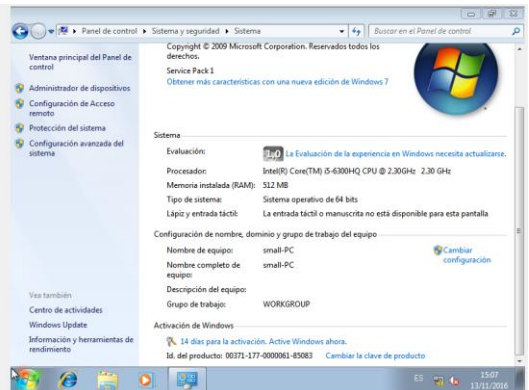 Panel de control ▸ Sistema y seguridad ▸ Sistema
Buscar en el Panel de control
Ventana principal del Panel de
control
Administrador de dispositivos
Configuración de Acceso
remoto
Protección del sistema
Configuración avanzada del
sistema
Vea también
Centro de actividades
Windows Update
Información y herramientas de
rendimiento
Copyright © 2009 Microsoft Corporation. Reservados todos los
derechos.
Service Pack 1
Obtener más características con una nueva edición de Windows 7
Sistema
Evaluación: 1,0 La Evaluación de la experiencia en Windows necesita actualizarse.
Procesador: Intel(R) Core(TM) i5-6300HQ CPU @ 2.30GHz 2.30 GHz
Memoria instalada (RAM): 512 MB
Tipo de sistema: Sistema operativo de 64 bits
Lápiz y entrada táctil: La entrada táctil o manuscrita no está disponible para esta pantalla
Configuración de nombre, dominio y grupo de trabajo del equipo
Nombre de equipo: small-PC
Cambiar
configuración
Nombre completo de
equipo: small-PC
Descripción del equipo:
Grupo de trabajo: WORKGROUP
Activación de Windows
14 días para la activación. Active Windows ahora.
Id. del producto: 00371-177-0000061-85083 Cambiar la clave de producto
ES
15:07
13/11/2016